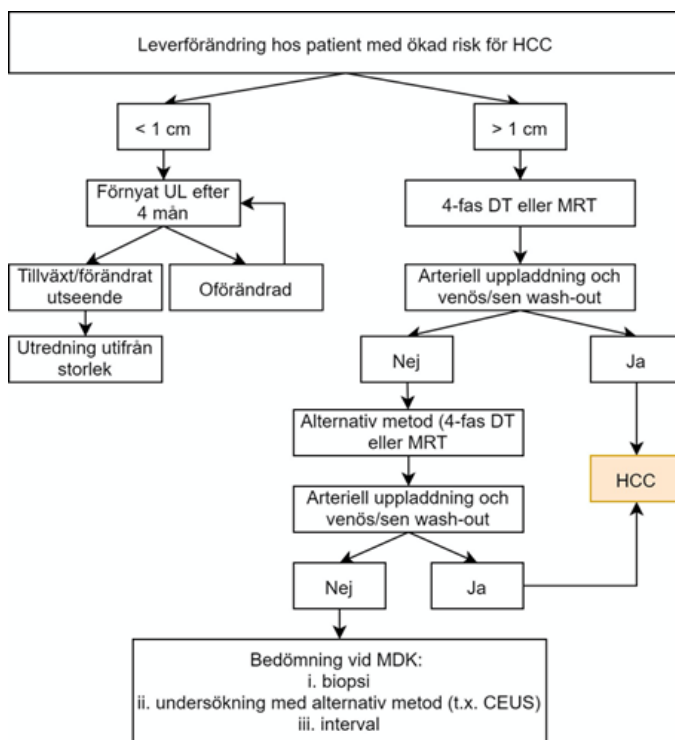 Leverförändring hos patient med ökad risk för HCC
< 1 cm
> 1 cm
Förnyat UL efter
4 mån
4-fas DT eller MRT
Tillväxt/förändrat
utseende
Oförändrad
Arteriell uppladdning och
venös/sen wash-out
Utredning utifrån
storlek
Nej
Ja
Alternativ metod (4-fas DT
eller MRT
HCC
Arteriell uppladdning och
venös/sen wash-out
Nej
Ja
Bedömning vid MDK:
i. biopsi
ii. undersökning med alternativ metod (t.x. CEUS)
iii. interval